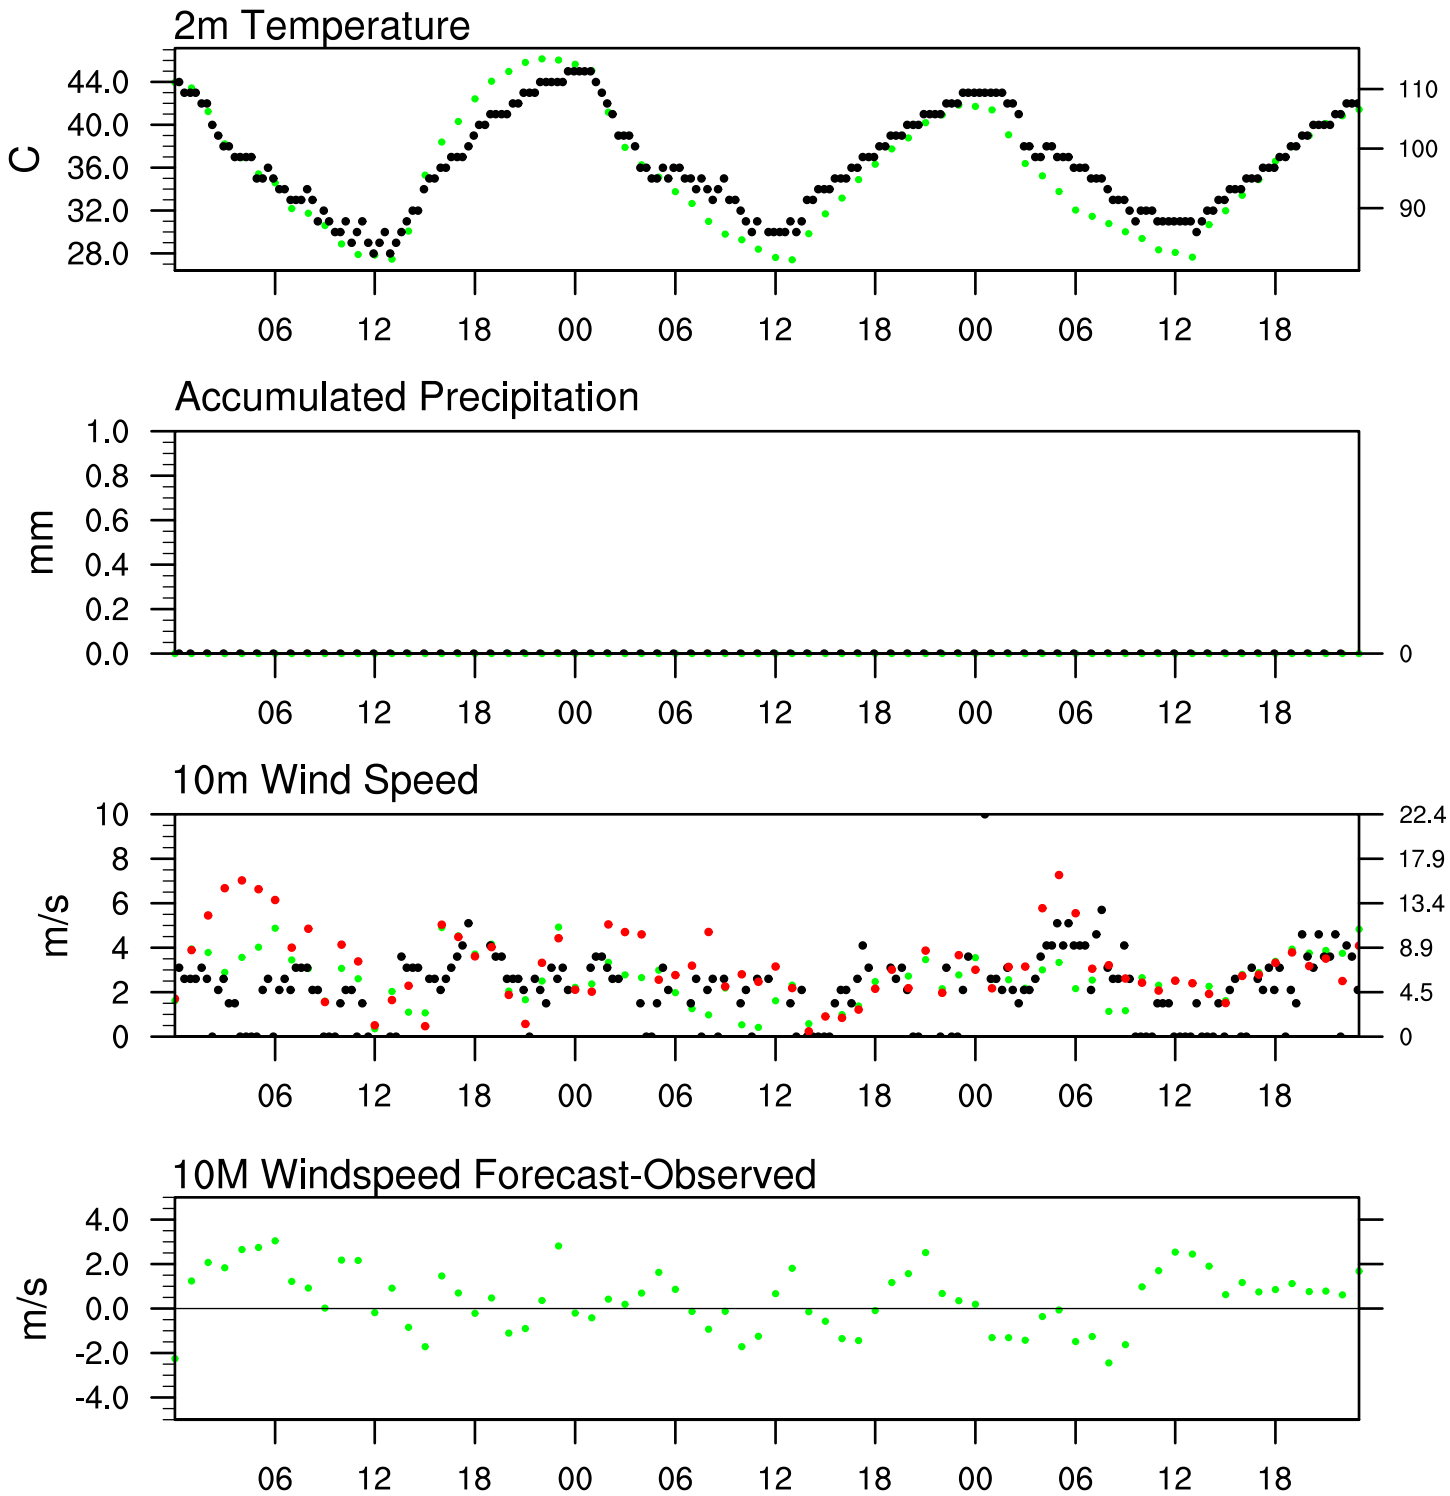 2m Temperature
C
44.0
40.0
36.0
32.0
28.0
110
100
90
06 12 18 00 06 12 18 00 06 12 18
Accumulated Precipitation
mm
1.0
0.8
0.6
0.4
0.2
0.0
0
06 12 18 00 06 12 18 00 06 12 18
10m Wind Speed
m/s
10
8
6
4
2
0
22.4
17.9
13.4
8.9
4.5
0
06 12 18 00 06 12 18 00 06 12 18
10M Windspeed Forecast-Observed
m/s
4.0
2.0
0.0
-2.0
-4.0
06 12 18 00 06 12 18 00 06 12 18